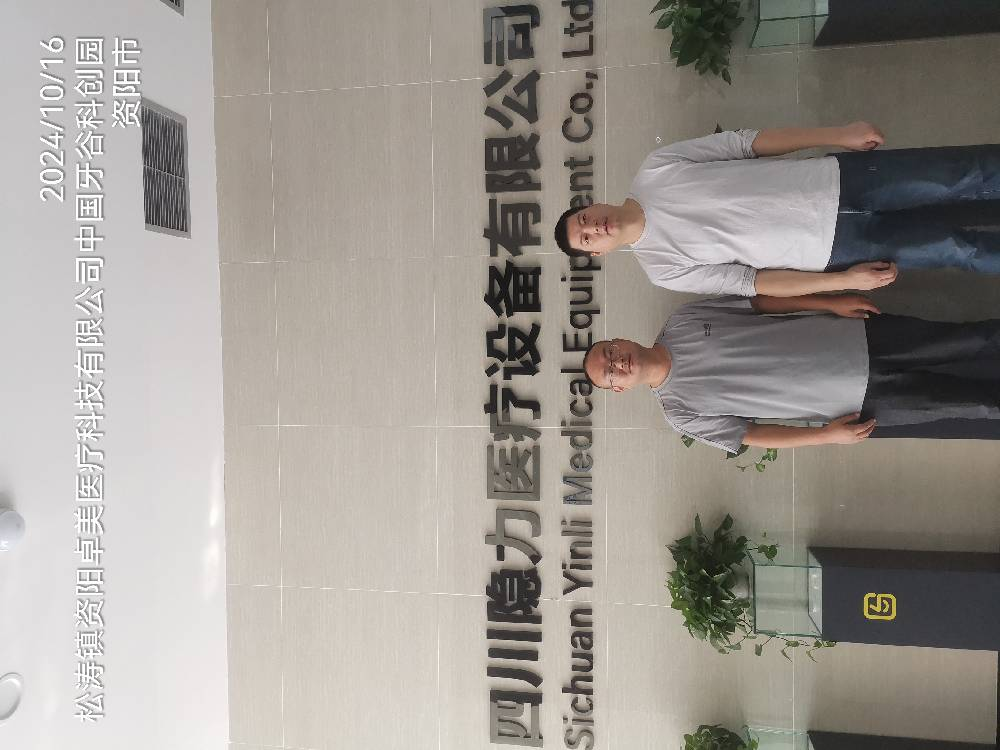 2024/10/16
松涛镇资阳卓美医疗科技有限公司中国牙谷科创园
资阳市
四川隐力医疗设备有限公司
Sichuan Yinli Medical Equip ent Co., Ltd